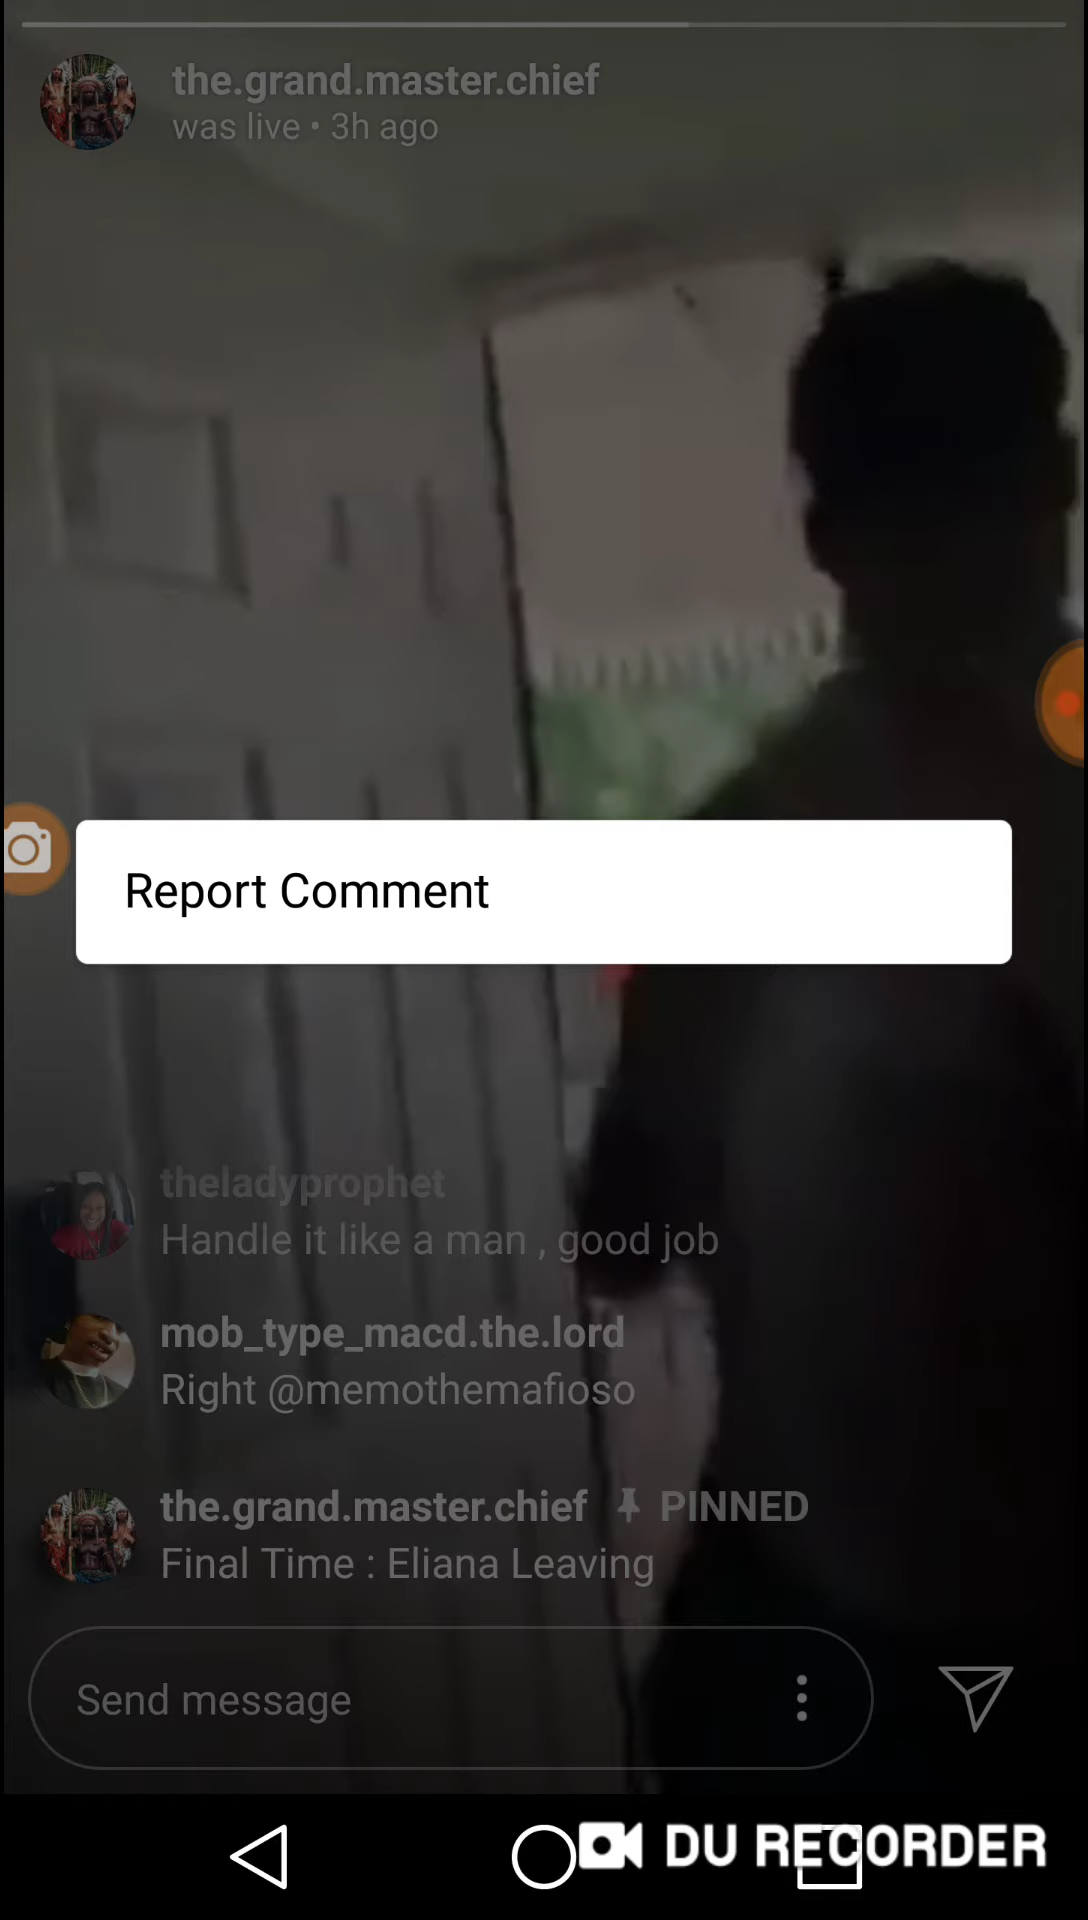 the.grand.master.chief
was live • 3h ago
Report Comment
theladyprophet
Handle it like a man , good job
mob_type_macd.the.lord
Right @memothemafioso
the.grand.master.chief PINNED
Final Time : Eliana Leaving
Send message
DU RECORDER